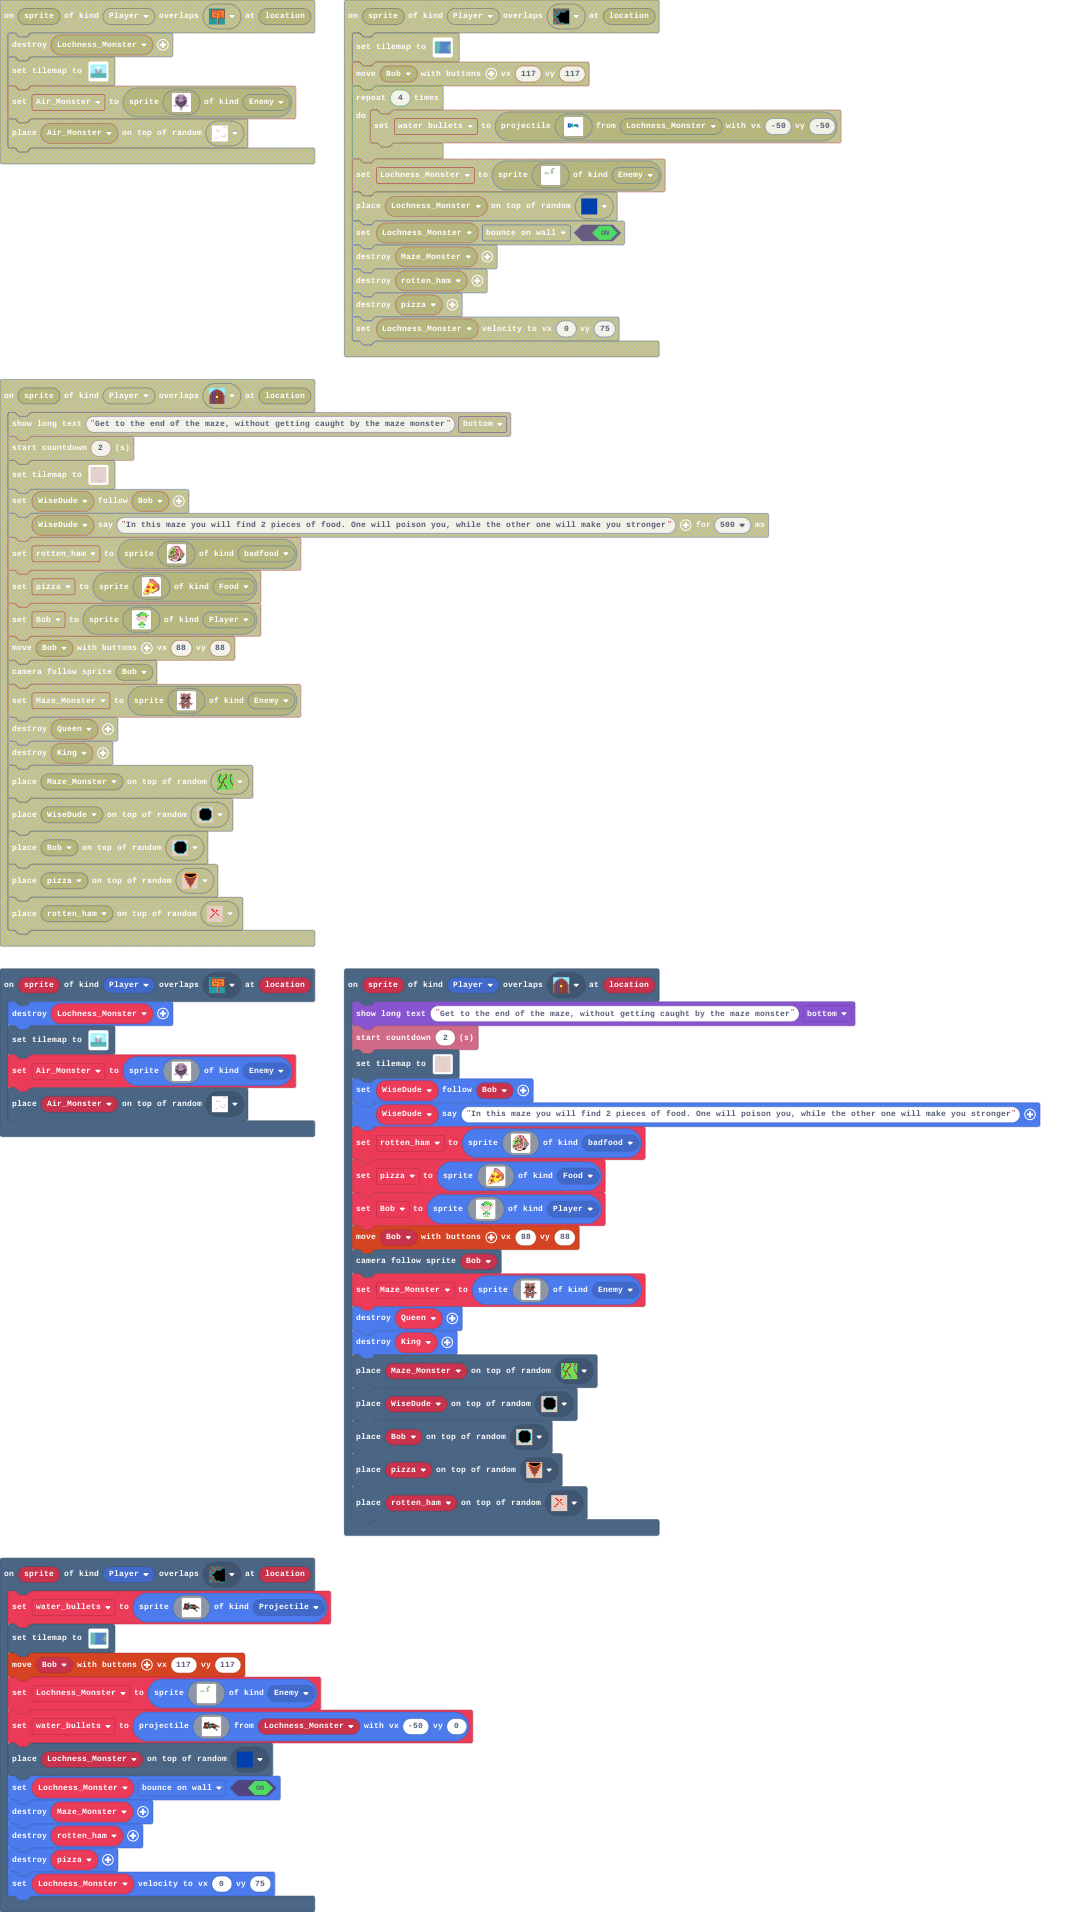 on sprite of kind Player overlaps at location
destroy Lochness_Monster
set tilemap to
set Air_Monster to sprite of kind Enemy
place Air_Monster on top of random
on sprite of kind Player overlaps at location
set tilemap to
move Bob with buttons vx 117 vy 117
repeat 4 times
do
set water bullets to projectile from Lochness_Monster with vx -50 vy -50
set Lochness_Monster to sprite of kind Enemy
place Lochness_Monster on top of random
set Lochness_Monster bounce on wall ON
destroy Maze_Monster
destroy rotten_ham
destroy pizza
set Lochness_Monster velocity to vx 0 vy 75
on sprite of kind Player overlaps at location
show long text "Get to the end of the maze, without getting caught by the maze monster" bottom
start countdown 2 (s)
set tilemap to
set WiseDude follow Bob
WiseDude say "In this maze you will find 2 pieces of food. One will poison you, while the other one will make you stronger" for 500 ms
set rotten_ham to sprite of kind badfood
set pizza to sprite of kind Food
set Bob to sprite of kind Player
move Bob with buttons vx 88 vy 88
camera follow sprite Bob
set Maze_Monster to sprite of kind Enemy
destroy Queen
destroy King
place Maze_Monster on top of random
place WiseDude on top of random
place Bob on top of random
place pizza on top of random
place rotten_ham on top of random
on sprite of kind Player overlaps at location
destroy Lochness_Monster
set tilemap to
set Air_Monster to sprite of kind Enemy
place Air_Monster on top of random
on sprite of kind Player overlaps at location
show long text "Get to the end of the maze, without getting caught by the maze monster" bottom
start countdown 2 (s)
set tilemap to
set WiseDude follow Bob
WiseDude say "In this maze you will find 2 pieces of food. One will poison you, while the other one will make you stronger"
set rotten_ham to sprite of kind badfood
set pizza to sprite of kind Food
set Bob to sprite of kind Player
move Bob with buttons vx 88 vy 88
camera follow sprite Bob
set Maze_Monster to sprite of kind Enemy
destroy Queen
destroy King
place Maze_Monster on top of random
place WiseDude on top of random
place Bob on top of random
place pizza on top of random
place rotten_ham on top of random
on sprite of kind Player overlaps at location
set water_bullets to sprite of kind Projectile
set tilemap to
move Bob with buttons vx 117 vy 117
set Lochness_Monster to sprite of kind Enemy
set water_bullets to projectile from Lochness_Monster with vx -50 vy 0
place Lochness_Monster on top of random
set Lochness_Monster bounce on wall ON
destroy Maze_Monster
destroy rotten_ham
destroy pizza
set Lochness_Monster velocity to vx 0 vy 75